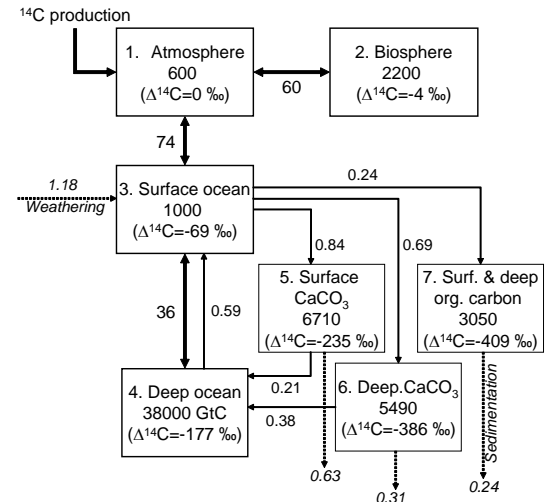 ¹⁴C production
1. Atmosphere
600
(Δ¹⁴C=0 ‰)
60
2. Biosphere
2200
(Δ¹⁴C=-4 ‰)
74
1.18
Weathering
3. Surface ocean
1000
(Δ¹⁴C=-69 ‰)
0.24
0.84
0.69
36
0.59
5. Surface
CaCO₃
6710
(Δ¹⁴C=-235 ‰)
7. Surf. & deep
org. carbon
3050
(Δ¹⁴C=-409 ‰)
0.21
4. Deep ocean
38000 GtC
(Δ¹⁴C=-177 ‰)
0.38
6. Deep.CaCO₃
5490
(Δ¹⁴C=-386 ‰)
Sedimentation
0.63
0.31
0.24